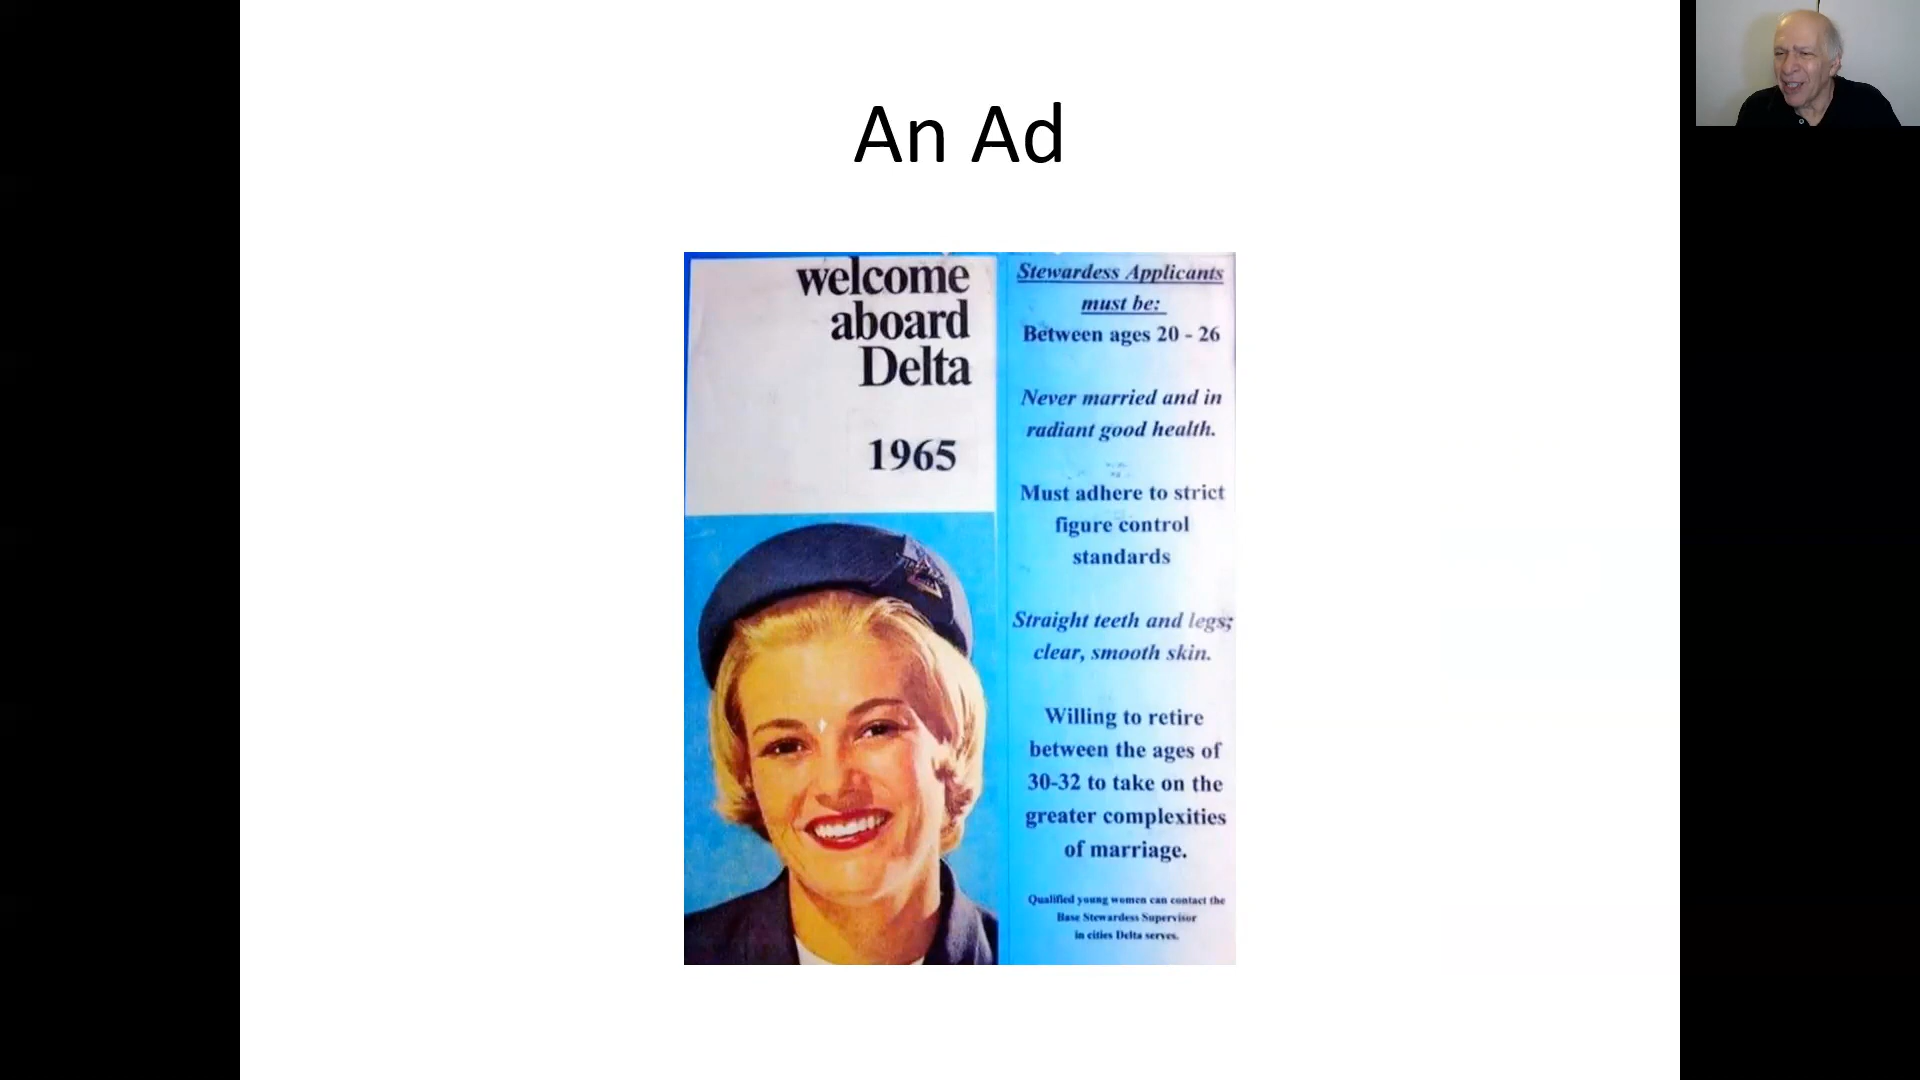 An Ad
welcome
aboard
Delta
1965
Stewardess Applicants
must be:
Between ages 20 - 26
Never married and in
radiant good health.
Must adhere to strict
figure control
standards
Straight teeth and legs;
clear, smooth skin.
Willing to retire
between the ages of
30-32 to take on the
greater complexities
of marriage.
Qualified young women can contact the
Base Stewardess Supervisor
in cities Delta serves.